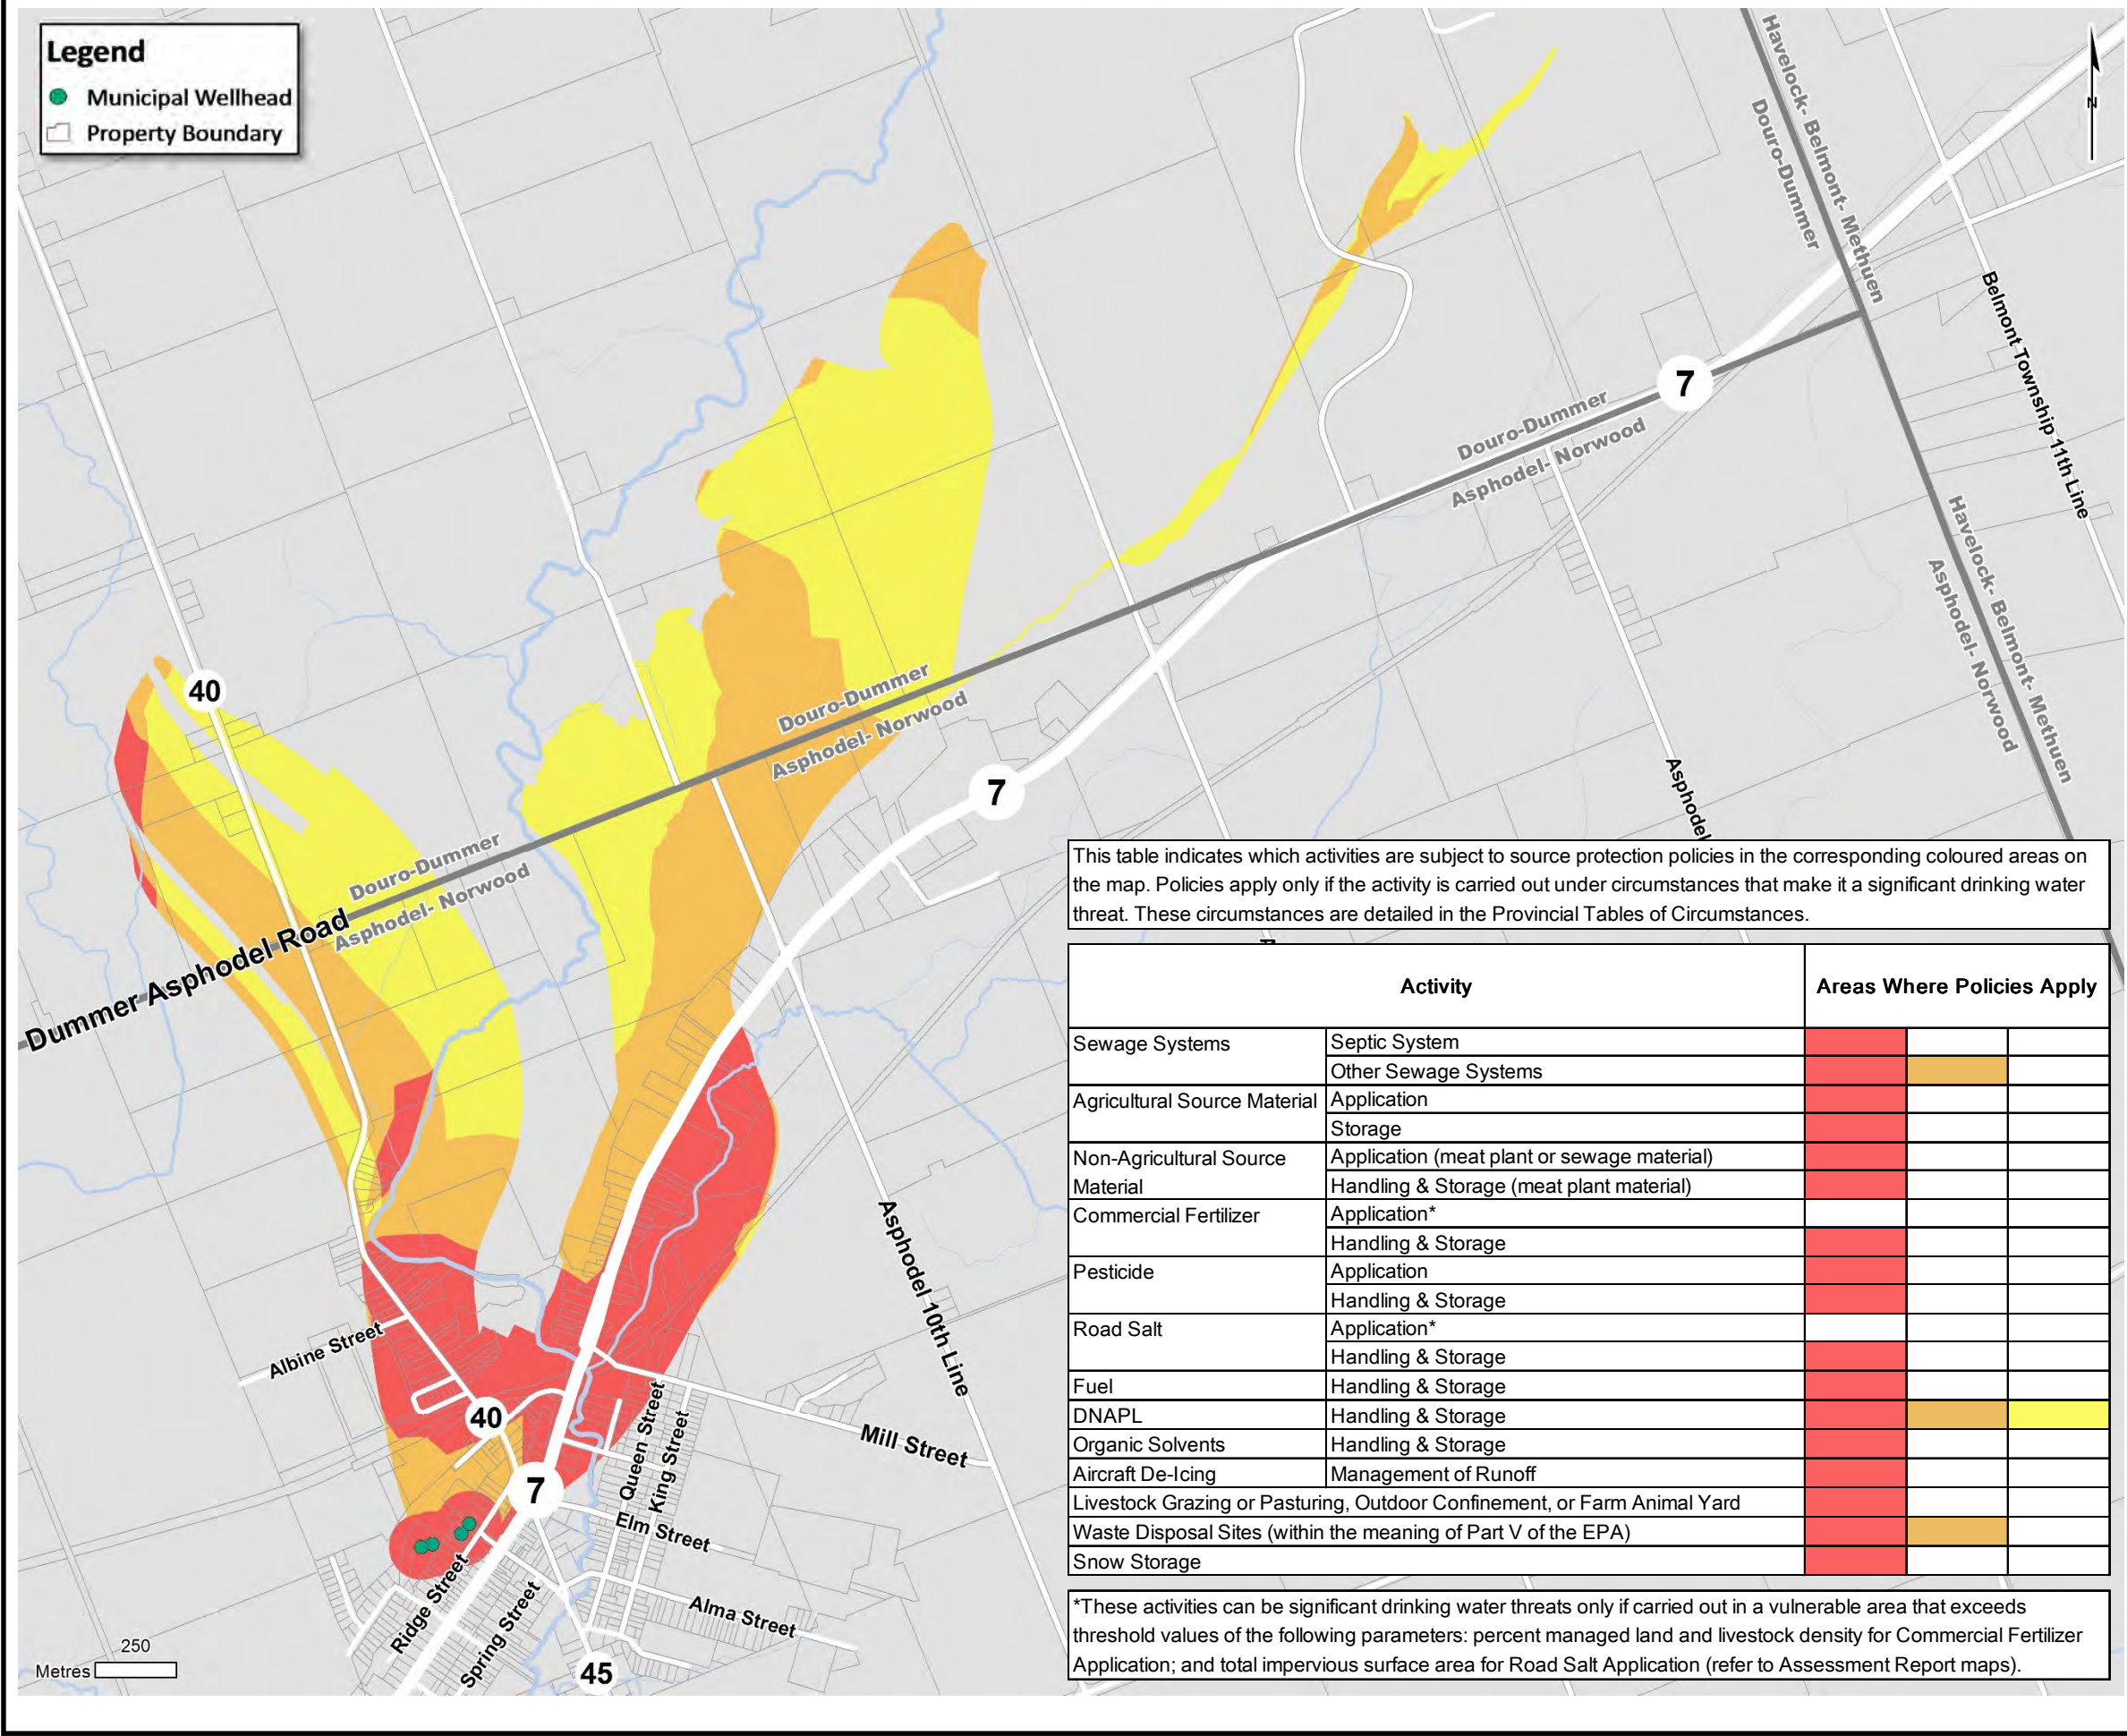 Legend
Municipal Wellhead
Property Boundary
N
Havelock- Belmont- Methuen
Douro-Dummer
Belmont Township 11th Line
7
Douro-Dummer
Asphodel- Norwood
Havelock- Belmont- Methuen
Asphodel- Norwood
40
Douro-Dummer
Asphodel- Norwood
7
Asphodel
Douro-Dummer
Asphodel- Norwood
Dummer Asphodel Road
This table indicates which activities are subject to source protection policies in the corresponding coloured areas on
the map. Policies apply only if the activity is carried out under circumstances that make it a significant drinking water
threat. These circumstances are detailed in the Provincial Tables of Circumstances.
Activity
Areas Where Policies Apply
Sewage Systems
Septic System
Other Sewage Systems
Agricultural Source Material
Application
Storage
Non-Agricultural Source
Material
Application (meat plant or sewage material)
Handling & Storage (meat plant material)
Commercial Fertilizer
Application*
Handling & Storage
Pesticide
Application
Handling & Storage
Road Salt
Application*
Handling & Storage
Fuel
Handling & Storage
DNAPL
Handling & Storage
Organic Solvents
Handling & Storage
Aircraft De-Icing
Management of Runoff
Livestock Grazing or Pasturing, Outdoor Confinement, or Farm Animal Yard
Waste Disposal Sites (within the meaning of Part V of the EPA)
Snow Storage
*These activities can be significant drinking water threats only if carried out in a vulnerable area that exceeds
threshold values of the following parameters: percent managed land and livestock density for Commercial Fertilizer
Application; and total impervious surface area for Road Salt Application (refer to Assessment Report maps).
Asphodel 10th Line
Albine Street
40
Mill Street
Queen Street
King Street
7
Elm Street
Ridge Street
Spring Street
Alma Street
45
250
Metres